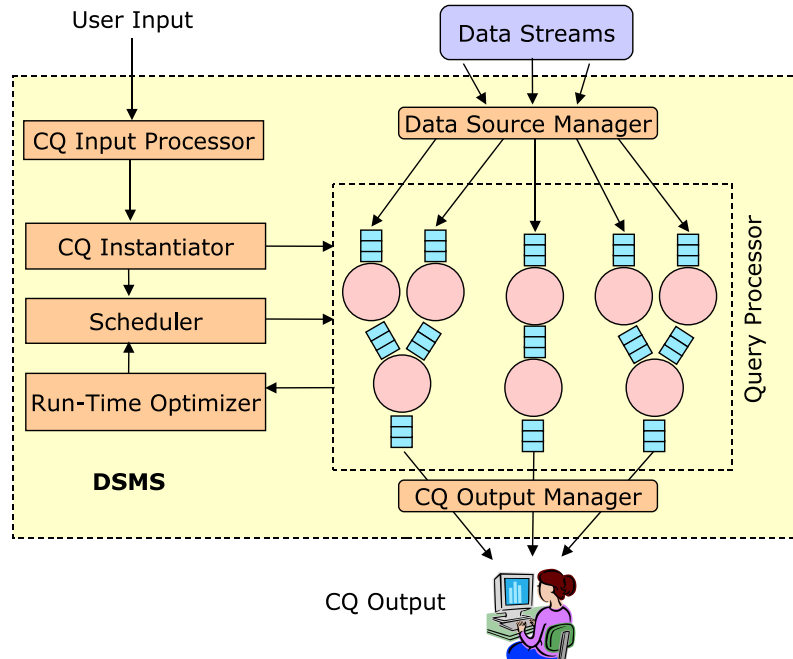 User Input
Data Streams
CQ Input Processor
Data Source Manager
CQ Instantiator
Scheduler
Run-Time Optimizer
Query Processor
DSMS
CQ Output Manager
CQ Output